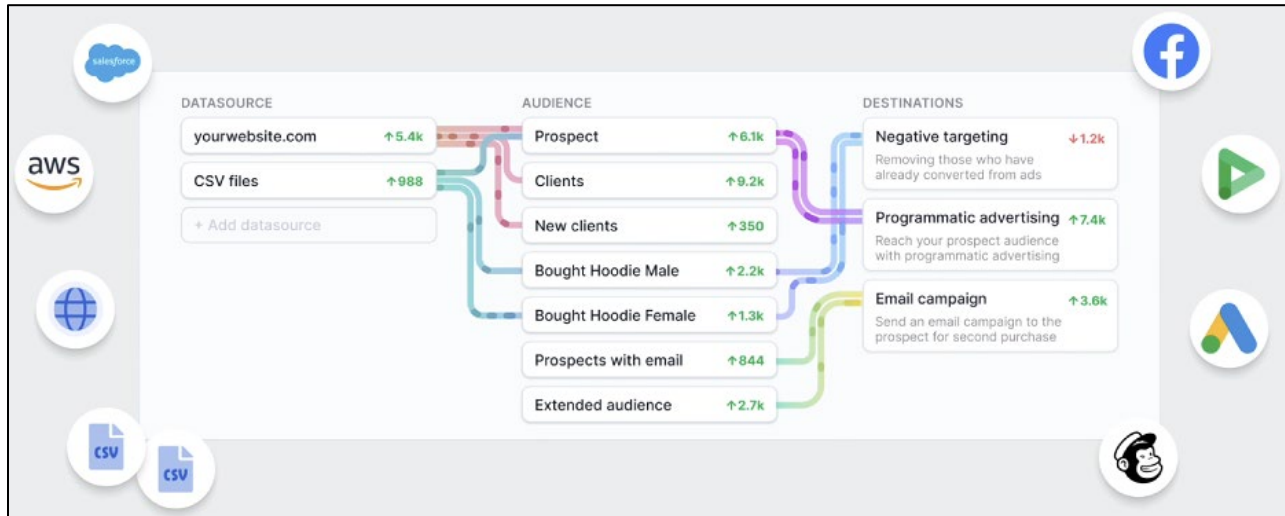 salesforce
aws
CSV
CSV
DATASOURCE
yourwebsite.com ↑5.4k
CSV files ↑988
+ Add datasource
AUDIENCE
Prospect ↑6.1k
Clients ↑9.2k
New clients ↑350
Bought Hoodie Male ↑2.2k
Bought Hoodie Female ↑1.3k
Prospects with email ↑844
Extended audience ↑2.7k
DESTINATIONS
Negative targeting ↓1.2k
Removing those who have
already converted from ads
Programmatic advertising ↑7.4k
Reach your prospect audience
with programmatic advertising
Email campaign ↑3.6k
Send an email campaign to the
prospect for second purchase